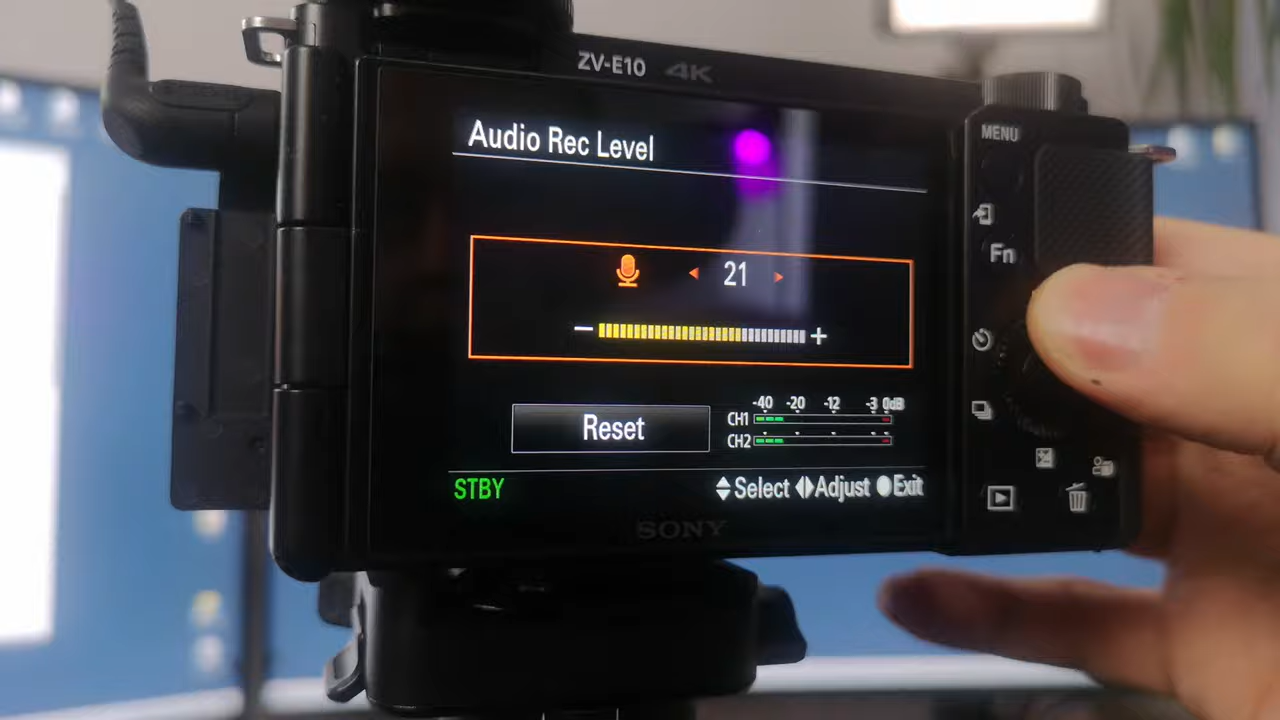 ZV-E10 4K
MENU
Audio Rec Level
Fn
21
− +
-40 -20 -12 -3 0dB
CH1
Reset
CH2
STBY Select Adjust Exit
SONY